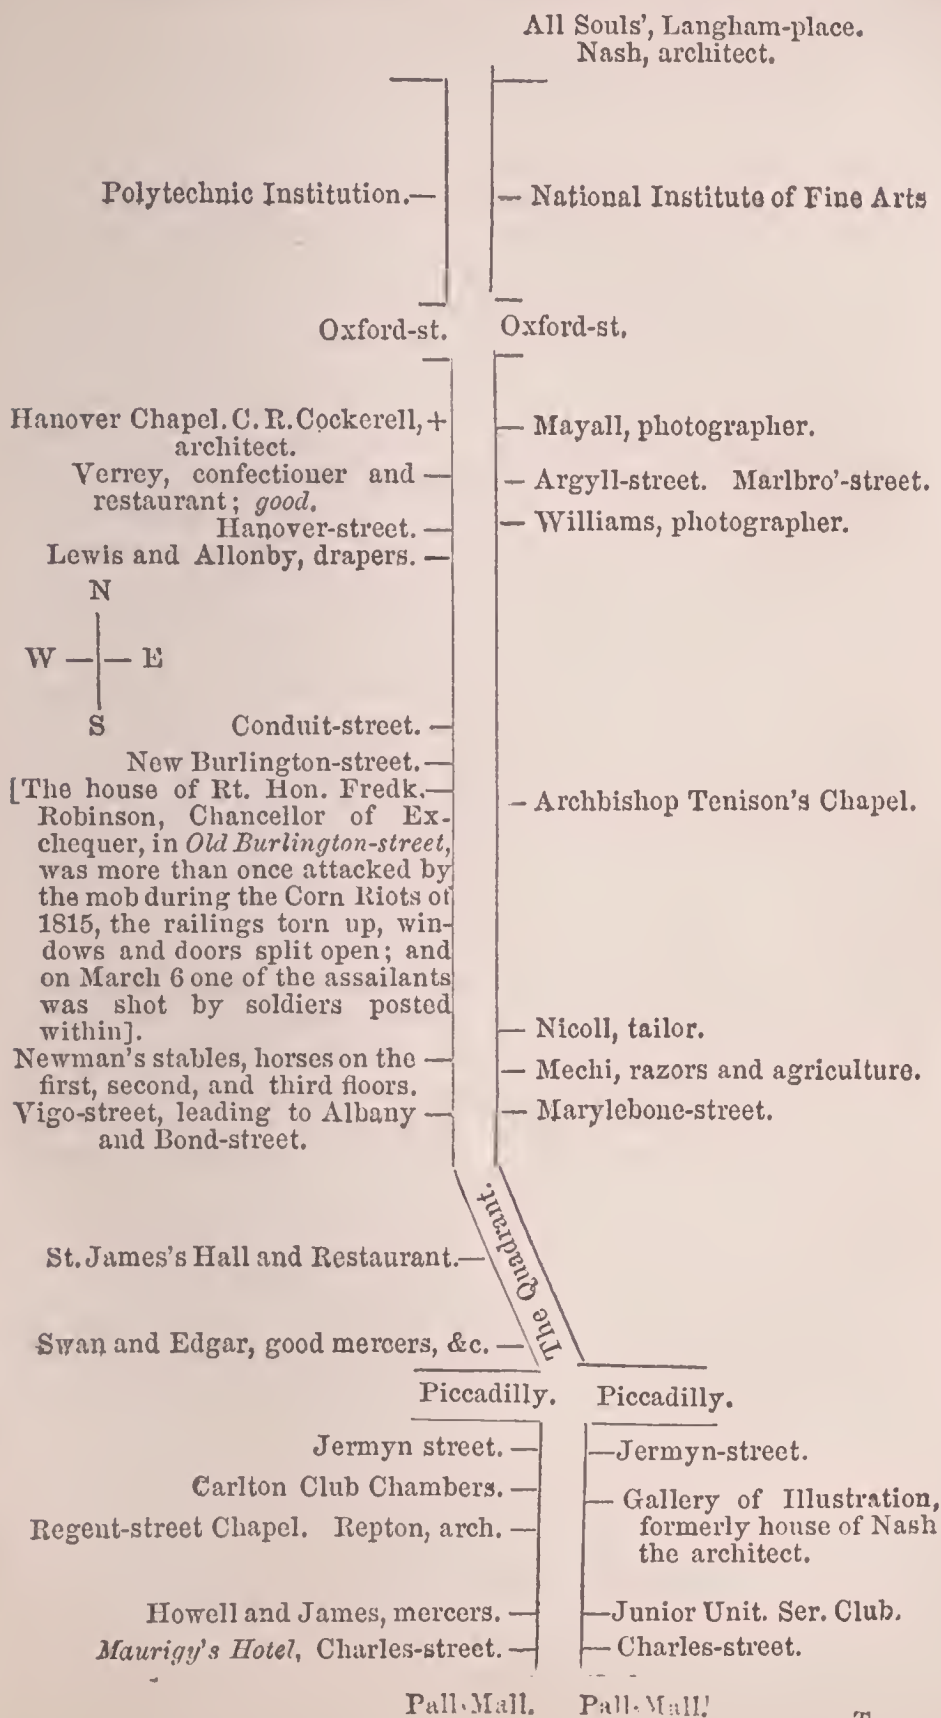 All Souls', Langham-place.
Nash, architect.
Polytechnic Institution.— — National Institute of Fine Arts
Oxford-st. Oxford-st.
Hanover Chapel. C. R. Cockerell, +
architect.
— Mayall, photographer.
Verrey, confectioner and —
restaurant; good.
— Argyll-street. Marlbro'-street.
Hanover-street. — — Williams, photographer.
Lewis and Allonby, drapers. —
N
W E
S
Conduit-street. —
New Burlington-street. —
[The house of Rt. Hon. Fredk. —
Robinson, Chancellor of Ex-
chequer, in Old Burlington-street,
was more than once attacked by
the mob during the Corn Riots of
1815, the railings torn up, win-
dows and doors split open; and
on March 6 one of the assailants
was shot by soldiers posted
within].
— Archbishop Tenison's Chapel.
— Nicoll, tailor.
Newman's stables, horses on the —
first, second, and third floors.
— Mechi, razors and agriculture.
Vigo-street, leading to Albany —
and Bond-street.
— Marylebone-street.
The Quadrant.
St. James's Hall and Restaurant.—
Swan and Edgar, good mercers, &c. —
Piccadilly. Piccadilly.
Jermyn street. — —Jermyn-street.
Carlton Club Chambers. —
— Gallery of Illustration,
formerly house of Nash
the architect.
Regent-street Chapel. Repton, arch. —
Howell and James, mercers. — —Junior Unit. Ser. Club.
Maurigy's Hotel, Charles-street. — — Charles-street.
Pall-Mall. Pall-Mall.
T